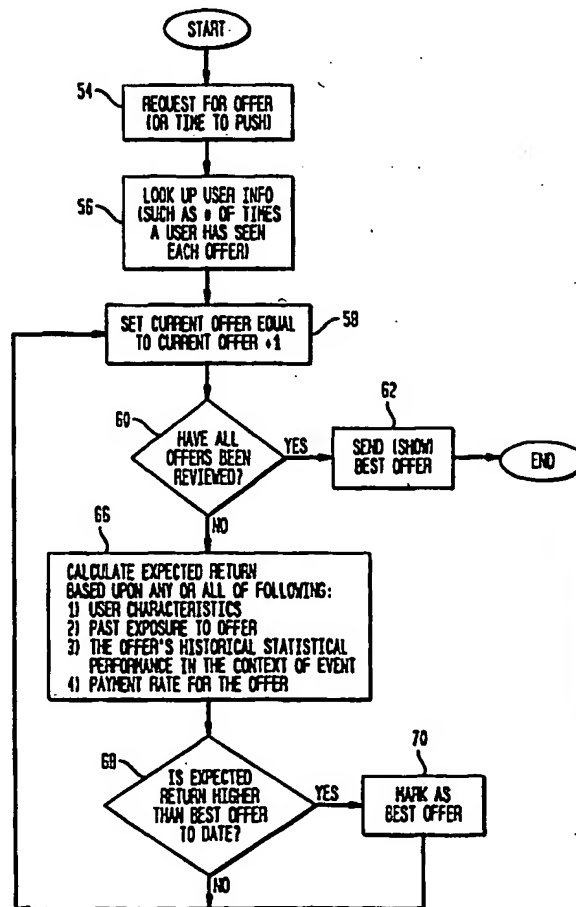 START
54
REQUEST FOR OFFER
(OR TIME TO PUSH)
56
LOOK UP USER INFO
(SUCH AS # OF TIMES
A USER HAS SEEN
EACH OFFER)
SET CURRENT OFFER EQUAL
TO CURRENT OFFER +1
58
60
HAVE ALL
OFFERS BEEN
REVIEWED?
YES
62
SEND (SHOW)
BEST OFFER
END
NO
66
CALCULATE EXPECTED RETURN
BASED UPON ANY OR ALL OF FOLLOWING:
1) USER CHARACTERISTICS
2) PAST EXPOSURE TO OFFER
3) THE OFFER'S HISTORICAL STATISTICAL
PERFORMANCE IN THE CONTEXT OF EVENT
4) PAYMENT RATE FOR THE OFFER
68
IS EXPECTED
RETURN HIGHER
THAN BEST OFFER
TO DATE?
YES
70
MARK AS
BEST OFFER
NO